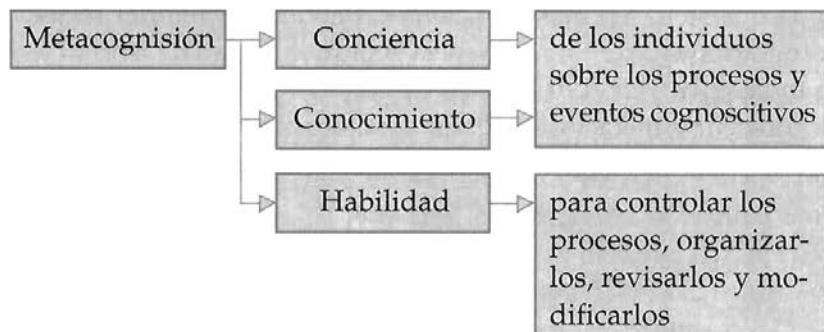 Metacognisión
Conciencia
de los individuos
sobre los procesos y
eventos cognoscitivos
Conocimiento
Habilidad
para controlar los
procesos, organizar-
los, revisarlos y mo-
dificarlos